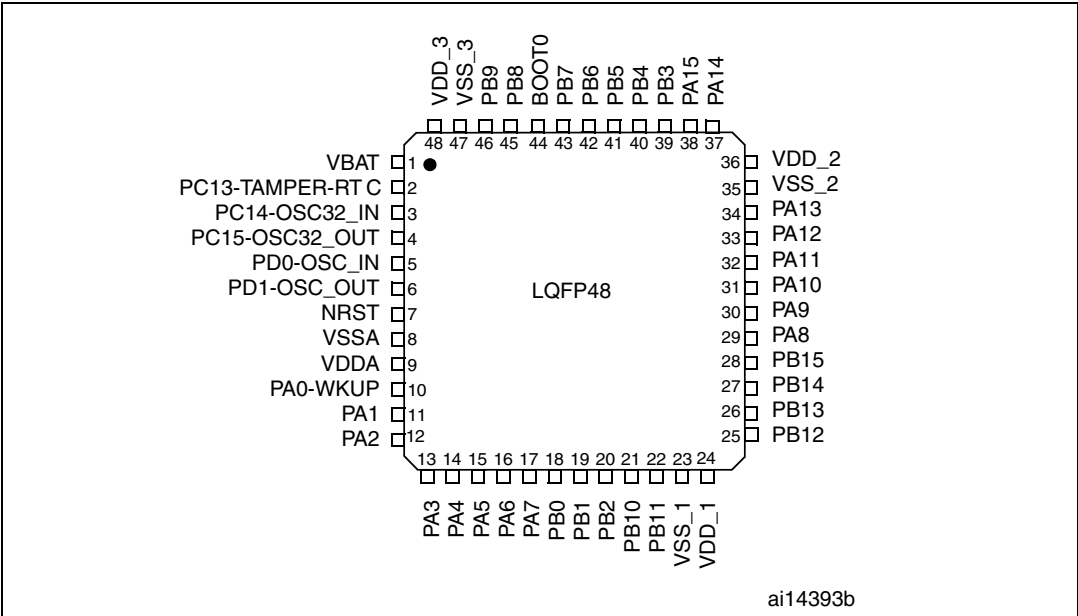 VDD_3
VSS_3
PB9
PB8
BOOT0
PB7
PB6
PB5
PB4
PB3
PA15
PA14
48 47 46 45 44 43 42 41 40 39 38 37
VBAT 1
PC13-TAMPER-RT C 2
PC14-OSC32_IN 3
PC15-OSC32_OUT 4
PD0-OSC_IN 5
PD1-OSC_OUT 6
NRST 7
VSSA 8
VDDA 9
PA0-WKUP 10
PA1 11
PA2 12
LQFP48
36 VDD_2
35 VSS_2
34 PA13
33 PA12
32 PA11
31 PA10
30 PA9
29 PA8
28 PB15
27 PB14
26 PB13
25 PB12
13 14 15 16 17 18 19 20 21 22 23 24
PA3
PA4
PA5
PA6
PA7
PB0
PB1
PB2
PB10
PB11
VSS_1
VDD_1
ai14393b